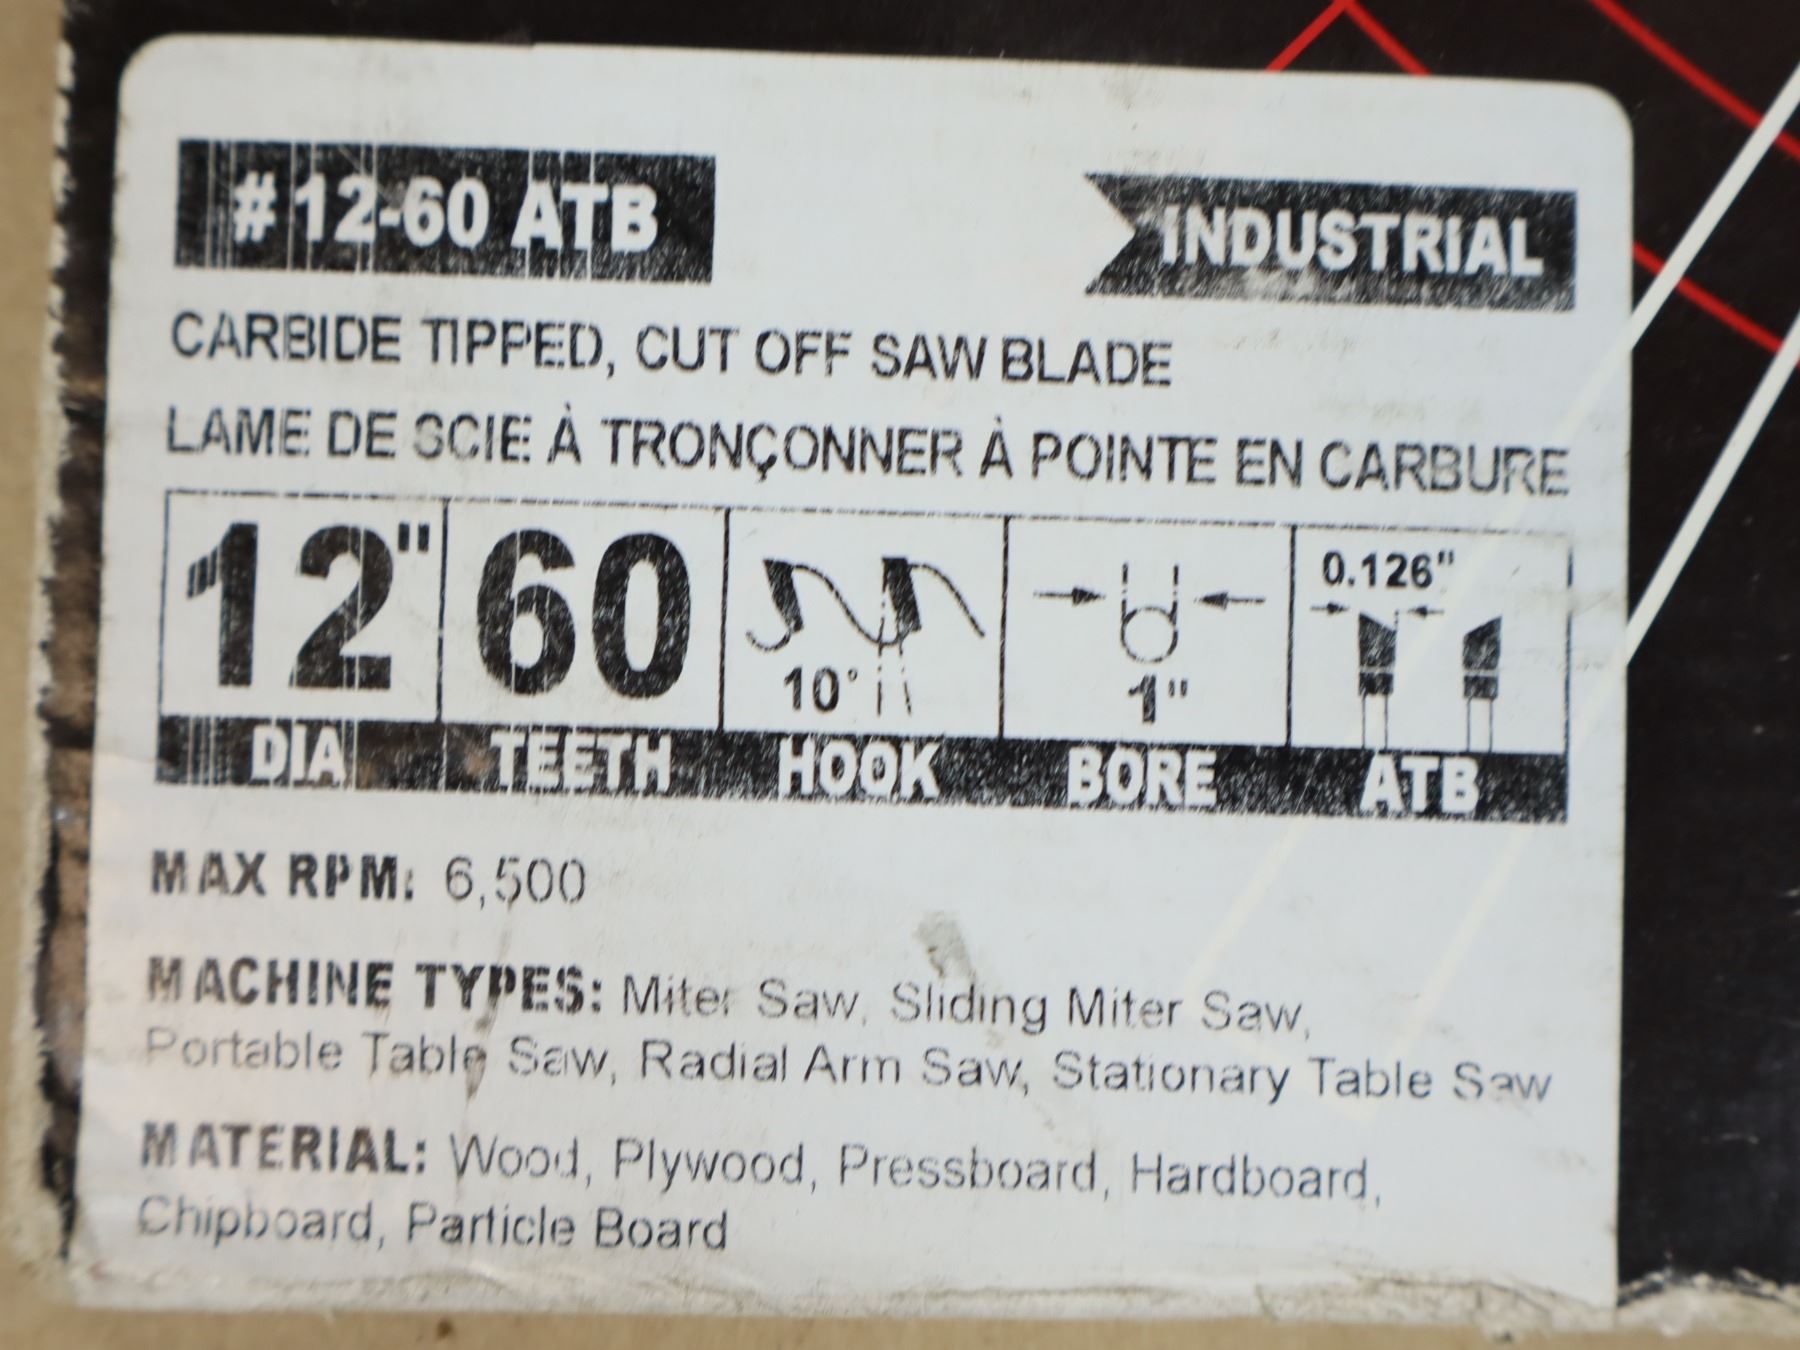 #12-60 ATB
INDUSTRIAL
CARBIDE TIPPED, CUT OFF SAW BLADE
LAME DE SCIE À TRONÇONNER À POINTE EN CARBURE
12" 60 10° 1" 0.126"
DIA TEETH HOOK BORE ATB
MAX RPM: 6,500
MACHINE TYPES: Miter Saw, Sliding Miter Saw,
Portable Table Saw, Radial Arm Saw, Stationary Table Saw
MATERIAL: Wood, Plywood, Pressboard, Hardboard,
Chipboard, Particle Board